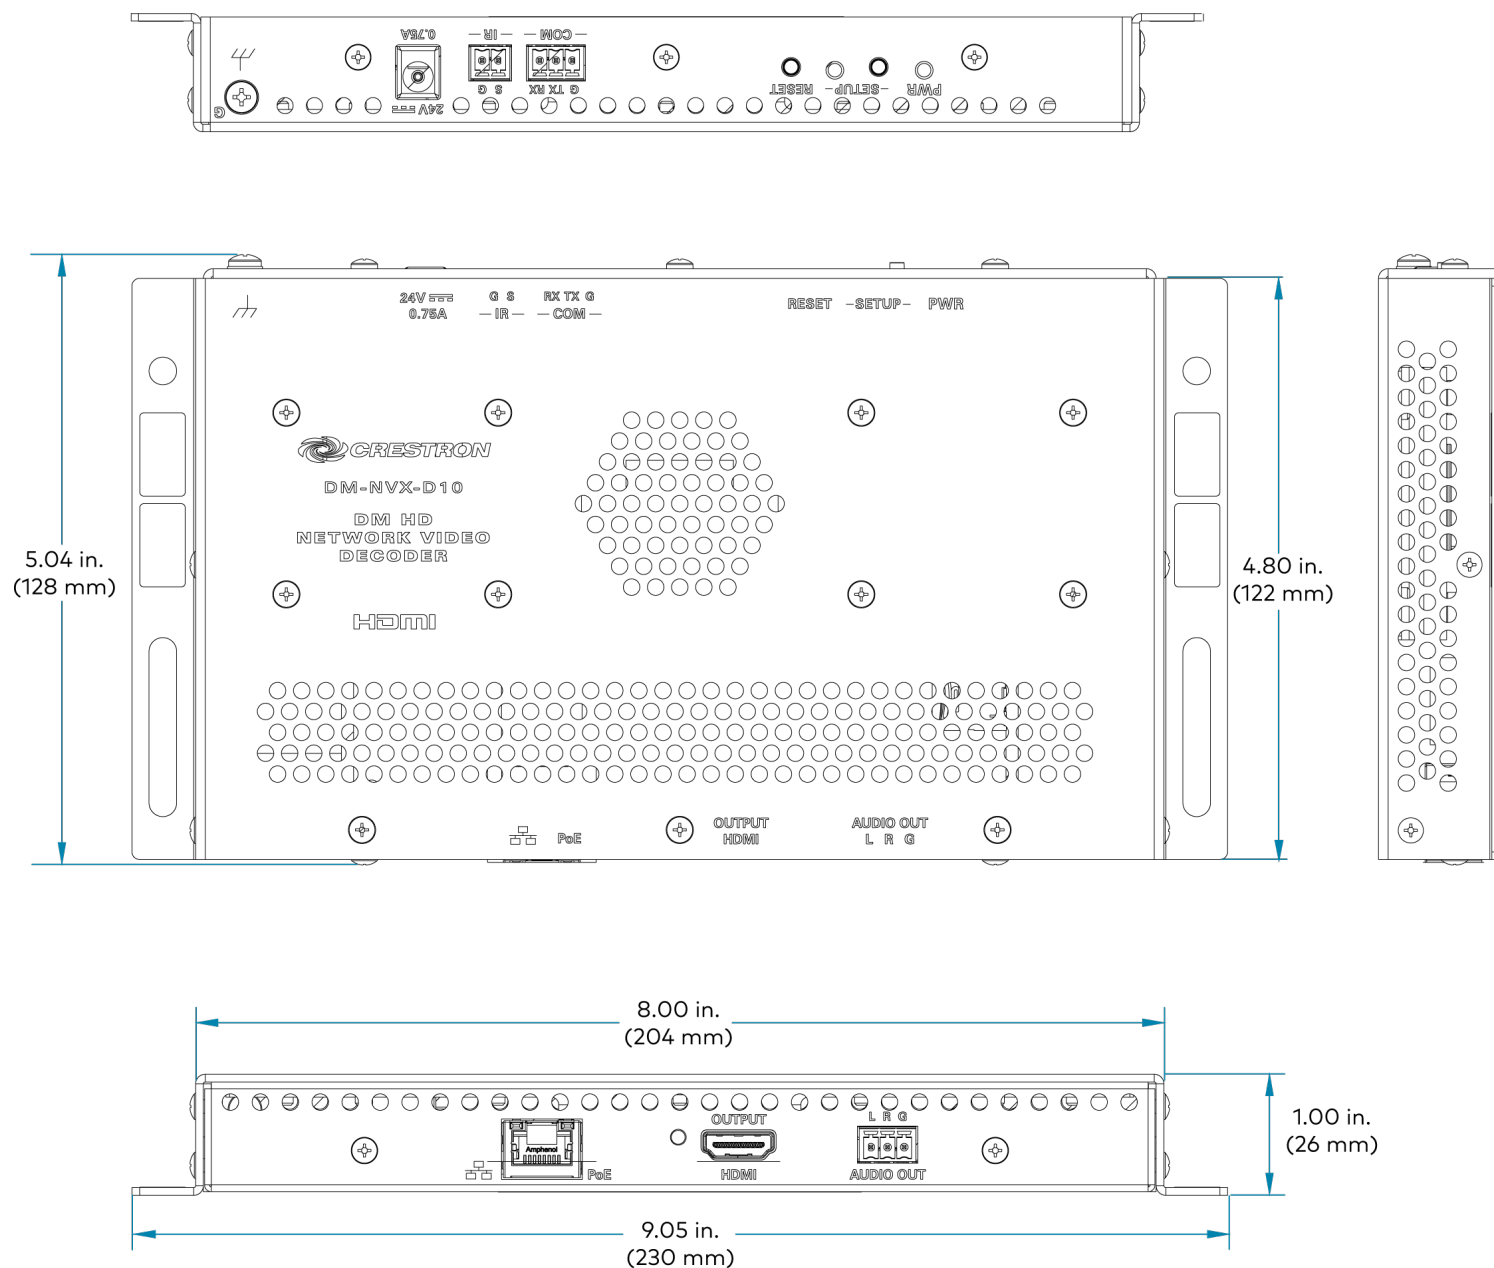 0.75A
IR
COM
G S
RX TX G
24V
G
RESET
-SETUP-
PWR
24V
0.75A
G S
— IR —
RX TX G
— COM —
RESET
-SETUP-
PWR
CRESTRON
DM-NVX-D10
DM HD
NETWORK VIDEO
DECODER
HDMI
5.04 in.
(128 mm)
4.80 in.
(122 mm)
PoE
OUTPUT
HDMI
AUDIO OUT
L R G
8.00 in.
(204 mm)
L R G
OUTPUT
Amphenol
PoE
HDMI
AUDIO OUT
1.00 in.
(26 mm)
9.05 in.
(230 mm)